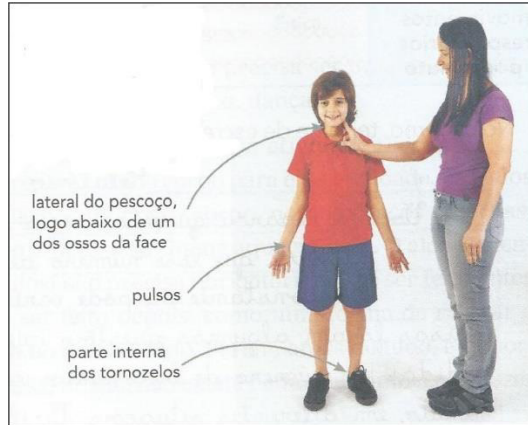 lateral do pescoço,
logo abaixo de um
dos ossos da face
pulsos
parte interna
dos tornozelos